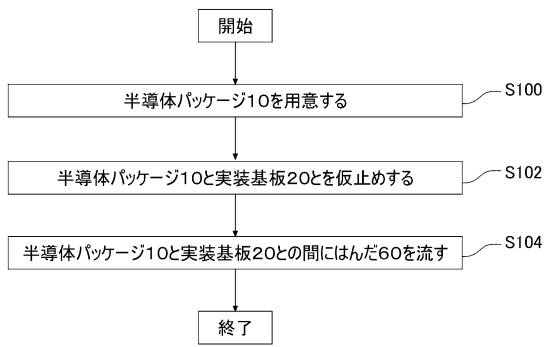 開始
半導体パッケージ１０を用意する
S100
半導体パッケージ１０と実装基板２０とを仮止めする
S102
半導体パッケージ１０と実装基板２０との間にはんだ６０を流す
S104
終了